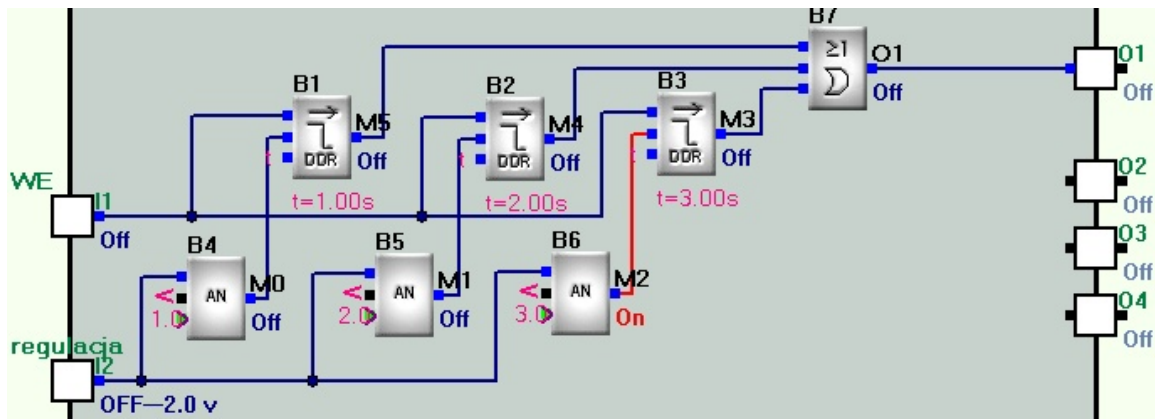 B7
≥1
O1
Off
O1
Off
B1
DDR
M5
Off
t
t=1.00s
B2
DDR
M4
Off
t
t=2.00s
B3
DDR
M3
Off
t=3.00s
WE
I1
Off
O2
Off
O3
Off
O4
Off
B4
AN
M0
Off
<
1.0
B5
AN
M1
Off
<
2.0
B6
AN
M2
On
<
3.0
regulacja
I2
OFF—2.0 v